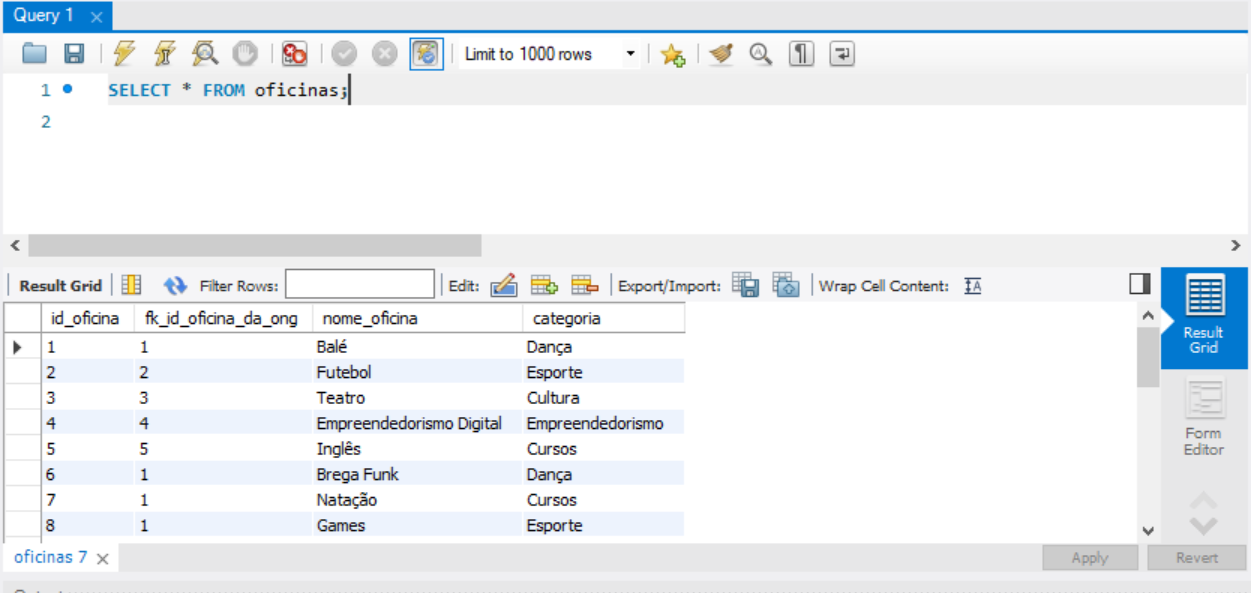 Query 1
Limit to 1000 rows
1 SELECT * FROM oficinas;
2
Result Grid Filter Rows: Edit: Export/Import: Wrap Cell Content: IA
id_oficina fk_id_oficina_da_ong nome_oficina categoria
1 1 Balé Dança
2 2 Futebol Esporte
3 3 Teatro Cultura
4 4 Empreendedorismo Digital Empreendedorismo
5 5 Inglês Cursos
6 1 Brega Funk Dança
7 1 Natação Cursos
8 1 Games Esporte
Result
Grid
Form
Editor
oficinas 7 Apply Revert